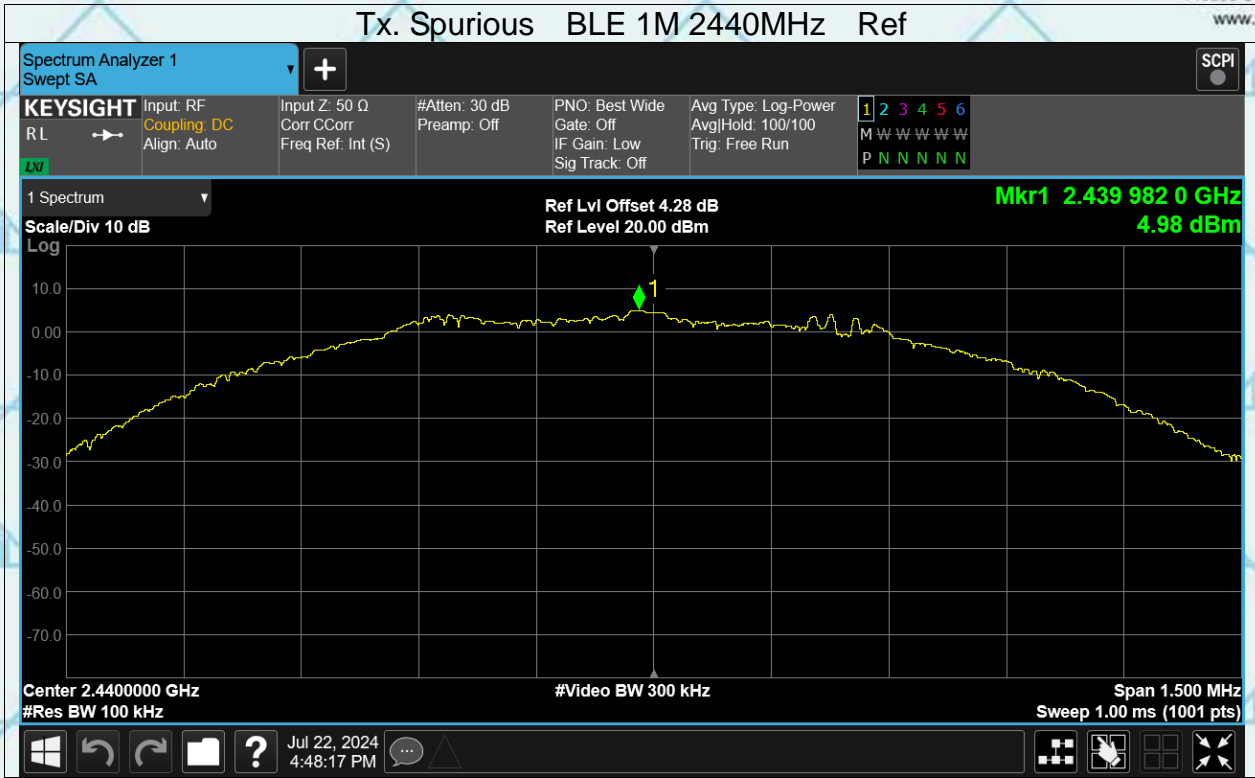 www.
Tx. Spurious BLE 1M 2440MHz Ref
Spectrum Analyzer 1
Swept SA
+
SCPI
KEYSIGHT
R L
LXI
Input: RF
Coupling: DC
Align: Auto
Input Z: 50 Ω
Corr CCorr
Freq Ref: Int (S)
#Atten: 30 dB
Preamp: Off
PNO: Best Wide
Gate: Off
IF Gain: Low
Sig Track: Off
Avg Type: Log-Power
Avg|Hold: 100/100
Trig: Free Run
1 2 3 4 5 6
M W W W W W
P N N N N N
1 Spectrum
Scale/Div 10 dB
Ref Lvl Offset 4.28 dB
Ref Level 20.00 dBm
Mkr1 2.439 982 0 GHz
4.98 dBm
Log
1
10.0
0.00
-10.0
-20.0
-30.0
-40.0
-50.0
-60.0
-70.0
Center 2.4400000 GHz
#Res BW 100 kHz
#Video BW 300 kHz
Span 1.500 MHz
Sweep 1.00 ms (1001 pts)
?
Jul 22, 2024
4:48:17 PM
...